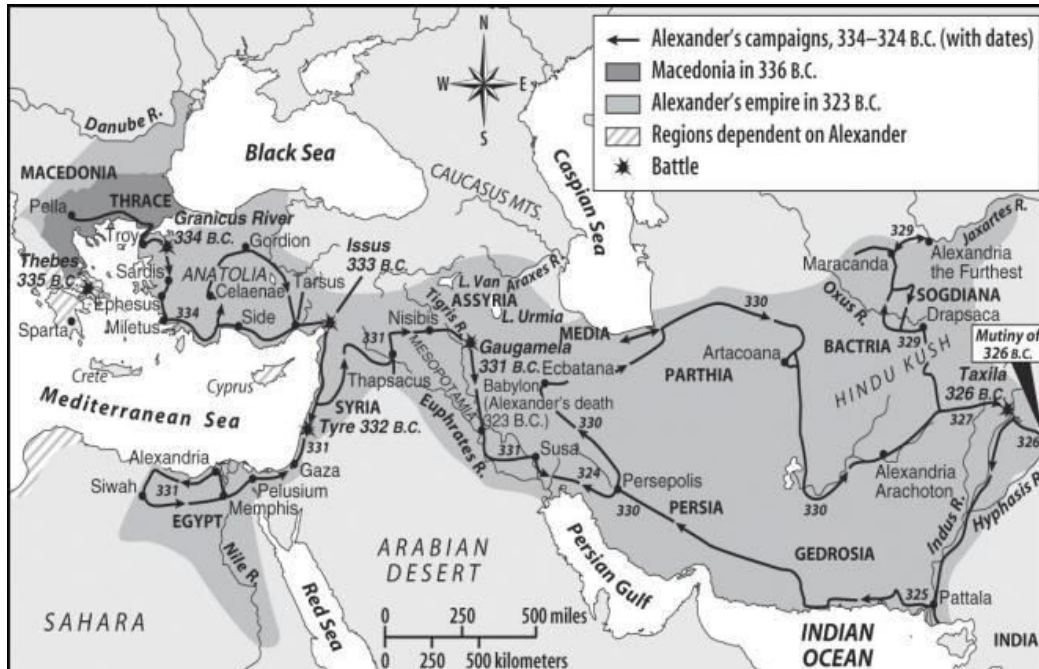 Alexander's campaigns, 334–324 B.C. (with dates)
Macedonia in 336 B.C.
Alexander's empire in 323 B.C.
Regions dependent on Alexander
Battle
N
W
E
S
Danube R.
Black Sea
Caspian Sea
CAUCASUS MTS.
MACEDONIA
THRACE
Pella
Troy
Granicus River
334 B.C.
Gordion
Issus
333 B.C.
Thebes
335 B.C.
Sardis
ANATOLIA
Celaenae
Tarsus
Ephesus
Sparta
Miletus
334
Side
Crete
Cyprus
Mediterranean Sea
L. Van
Araxes R.
ASSYRIA
L. Urmia
Tigris R.
Nisibis
331
MESOPOTAMIA
Thapsacus
SYRIA
Tyre 332 B.C.
331
Euphrates R.
Gaugamela
331 B.C.
MEDIA
Ecbatana
Babylon
(Alexander's death
323 B.C.)
330
331
Susa
324
Persepolis
330
PERSIA
330
PARTHIA
Artacoana
330
329
Jaxartes R.
Maracanda
Alexandria
the Furthest
SOGDIANA
Oxus R.
Drapsaca
329
BACTRIA
HINDU KUSH
Mutiny of
326 B.C.
Taxila
326 B.C.
327
326
Alexandria
Arachoton
Indus R.
Hyphasis R.
GEDROSIA
325
Pattala
Alexandria
Siwah
331
Gaza
Pelusium
Memphis
EGYPT
Nile R.
Red Sea
SAHARA
ARABIAN
DESERT
Persian Gulf
INDIAN
OCEAN
INDIA
0 250 500 miles
0 250 500 kilometers